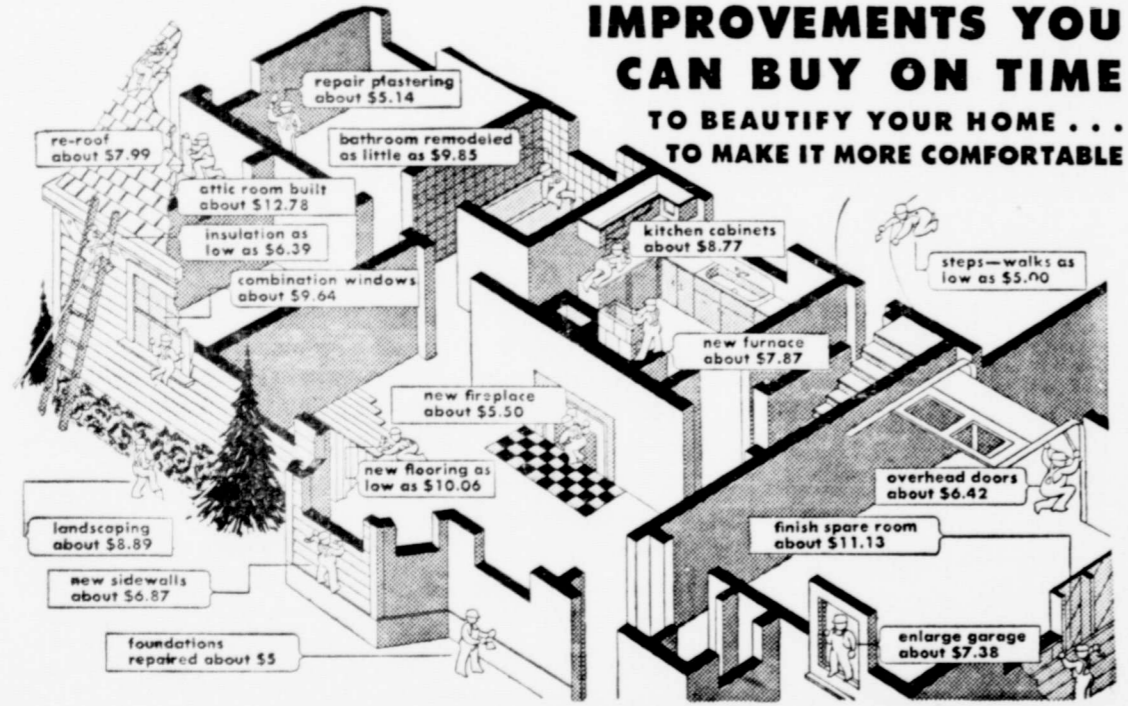 IMPROVEMENTS YOU
CAN BUY ON TIME
TO BEAUTIFY YOUR HOME . . .
TO MAKE IT MORE COMFORTABLE
repair plastering
about $5.14
re-roof
about $7.99
bathroom remodeled
as little as $9.85
attic room built
about $12.78
insulation as
low as $6.39
kitchen cabinets
about $8.77
steps—walks as
low as $5.00
combination windows
about $9.64
new furnace
about $7.87
new fireplace
about $5.50
new flooring as
low as $10.06
overhead doors
about $6.42
landscaping
about $8.89
finish spare room
about $11.13
new sidewalls
about $6.87
foundations
repaired about $5
enlarge garage
about $7.38